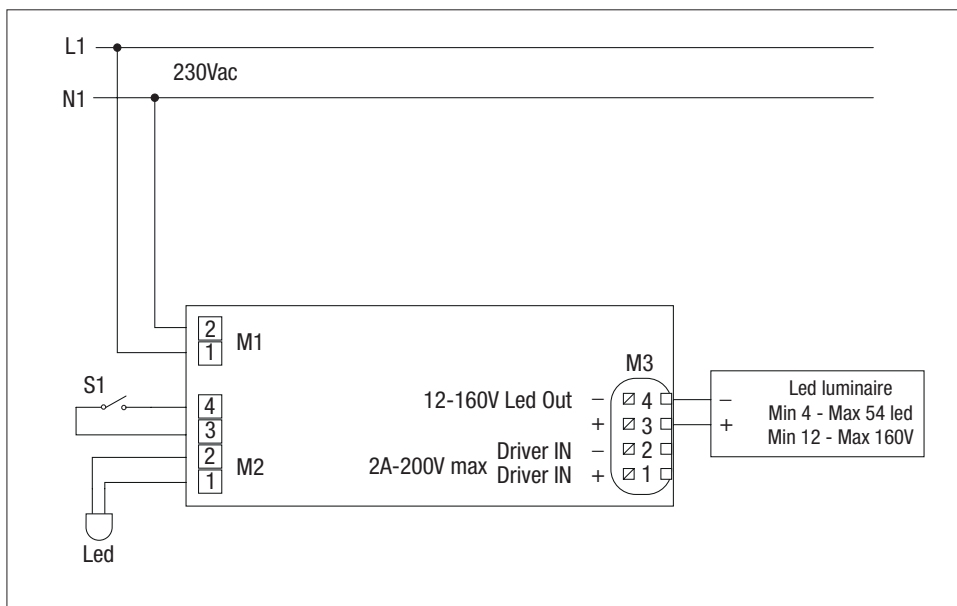 L1
230Vac
N1
2 M1
1
M3
S1
4
3
2 M2
1
Led
12-160V Led Out – 4
+ 3
Driver IN – 2
2A-200V max
Driver IN + 1
– Led luminaire
Min 4 - Max 54 led
+ Min 12 - Max 160V